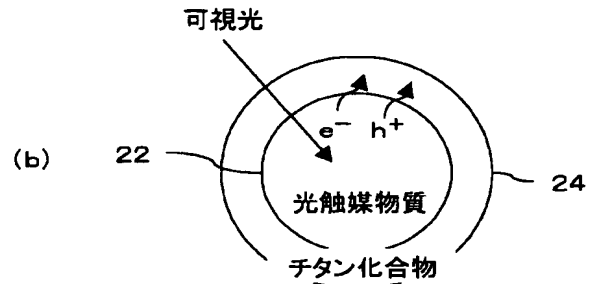 可視光
e⁻ h⁺
(b) 22 24
光触媒物質
チタン化合物